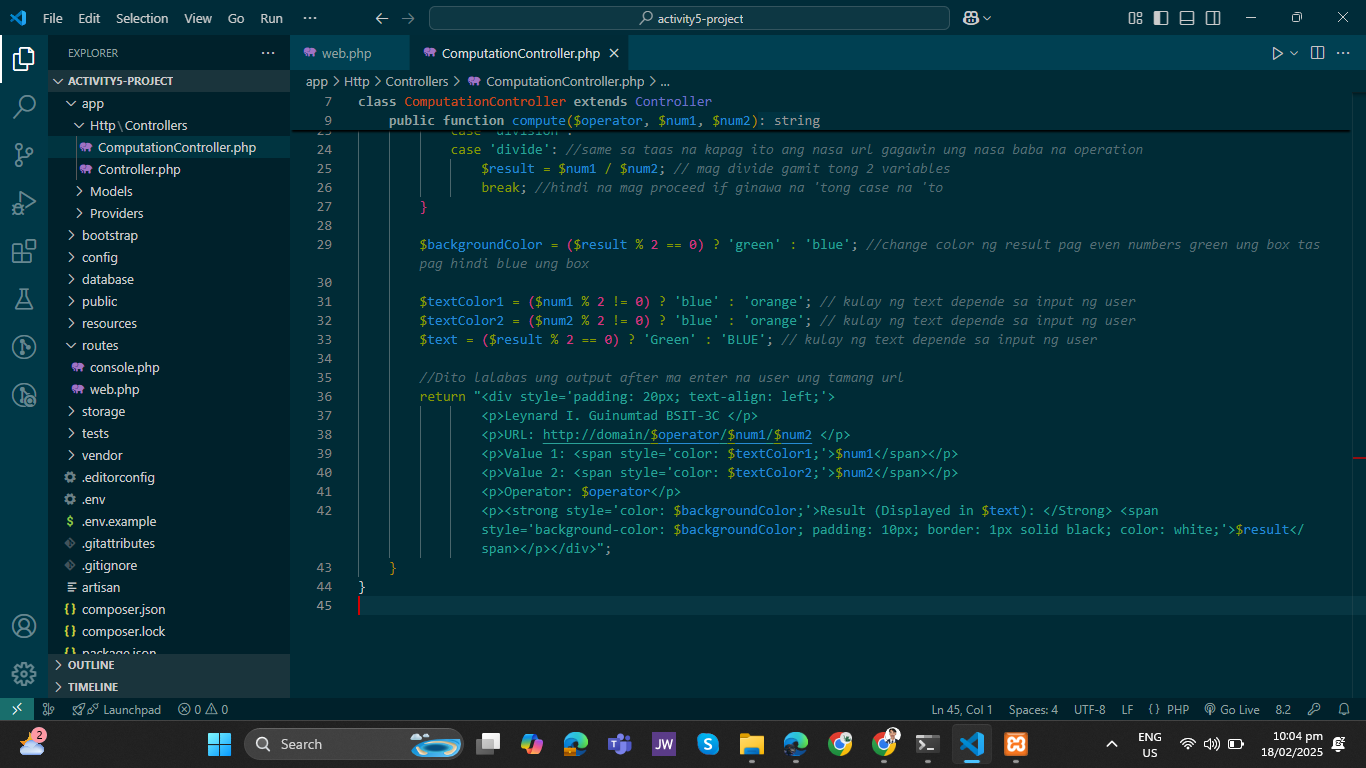 File Edit Selection View Go Run ··· activity5-project
EXPLORER ···
web.php
ComputationController.php
app > Http > Controllers > ComputationController.php > ...
ACTIVITY5-PROJECT
app
Http\Controllers
ComputationController.php
Controller.php
Models
Providers
bootstrap
config
database
public
resources
routes
console.php
web.php
storage
tests
vendor
.editorconfig
.env
.env.example
.gitattributes
.gitignore
artisan
composer.json
composer.lock
package.json
OUTLINE
TIMELINE
7 class ComputationController extends Controller
9 public function compute($operator, $num1, $num2): string
23 case 'division':
24 case 'divide': //same sa taas na kapag ito ang nasa url gagawin ung nasa baba na operation
25 $result = $num1 / $num2; // mag divide gamit tong 2 variables
26 break; //hindi na mag proceed if ginawa na 'tong case na 'to
27 }
28
29 $backgroundColor = ($result % 2 == 0) ? 'green' : 'blue'; //change color ng result pag even numbers green ung box tas
pag hindi blue ung box
30
31 $textColor1 = ($num1 % 2 != 0) ? 'blue' : 'orange'; // kulay ng text depende sa input ng user
32 $textColor2 = ($num2 % 2 != 0) ? 'blue' : 'orange'; // kulay ng text depende sa input ng user
33 $text = ($result % 2 == 0) ? 'Green' : 'BLUE'; // kulay ng text depende sa input ng user
34
35 //Dito lalabas ung output after ma enter na user ung tamang url
36 return "<div style='padding: 20px; text-align: left;'>
37 <p>Leynard I. Guinumtad BSIT-3C </p>
38 <p>URL: http://domain/$operator/$num1/$num2 </p>
39 <p>Value 1: <span style='color: $textColor1;'>$num1</span></p>
40 <p>Value 2: <span style='color: $textColor2;'>$num2</span></p>
41 <p>Operator: $operator</p>
42 <p><strong style='color: $backgroundColor;'>Result (Displayed in $text): </Strong> <span
style='background-color: $backgroundColor; padding: 10px; border: 1px solid black; color: white;'>$result</
span></p></div>";
43 }
44 }
45
Launchpad 0 0 Ln 45, Col 1 Spaces: 4 UTF-8 LF {} PHP Go Live 8.2
2 Search JW ENG 10:04 pm
US 18/02/2025